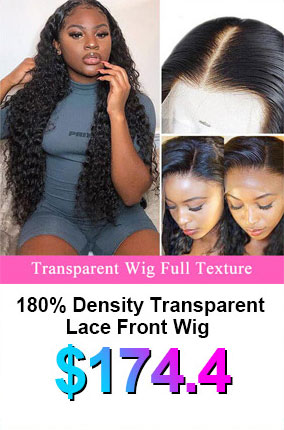 Transparent Wig Full Texture
180% Density Transparent
Lace Front Wig
$174.4